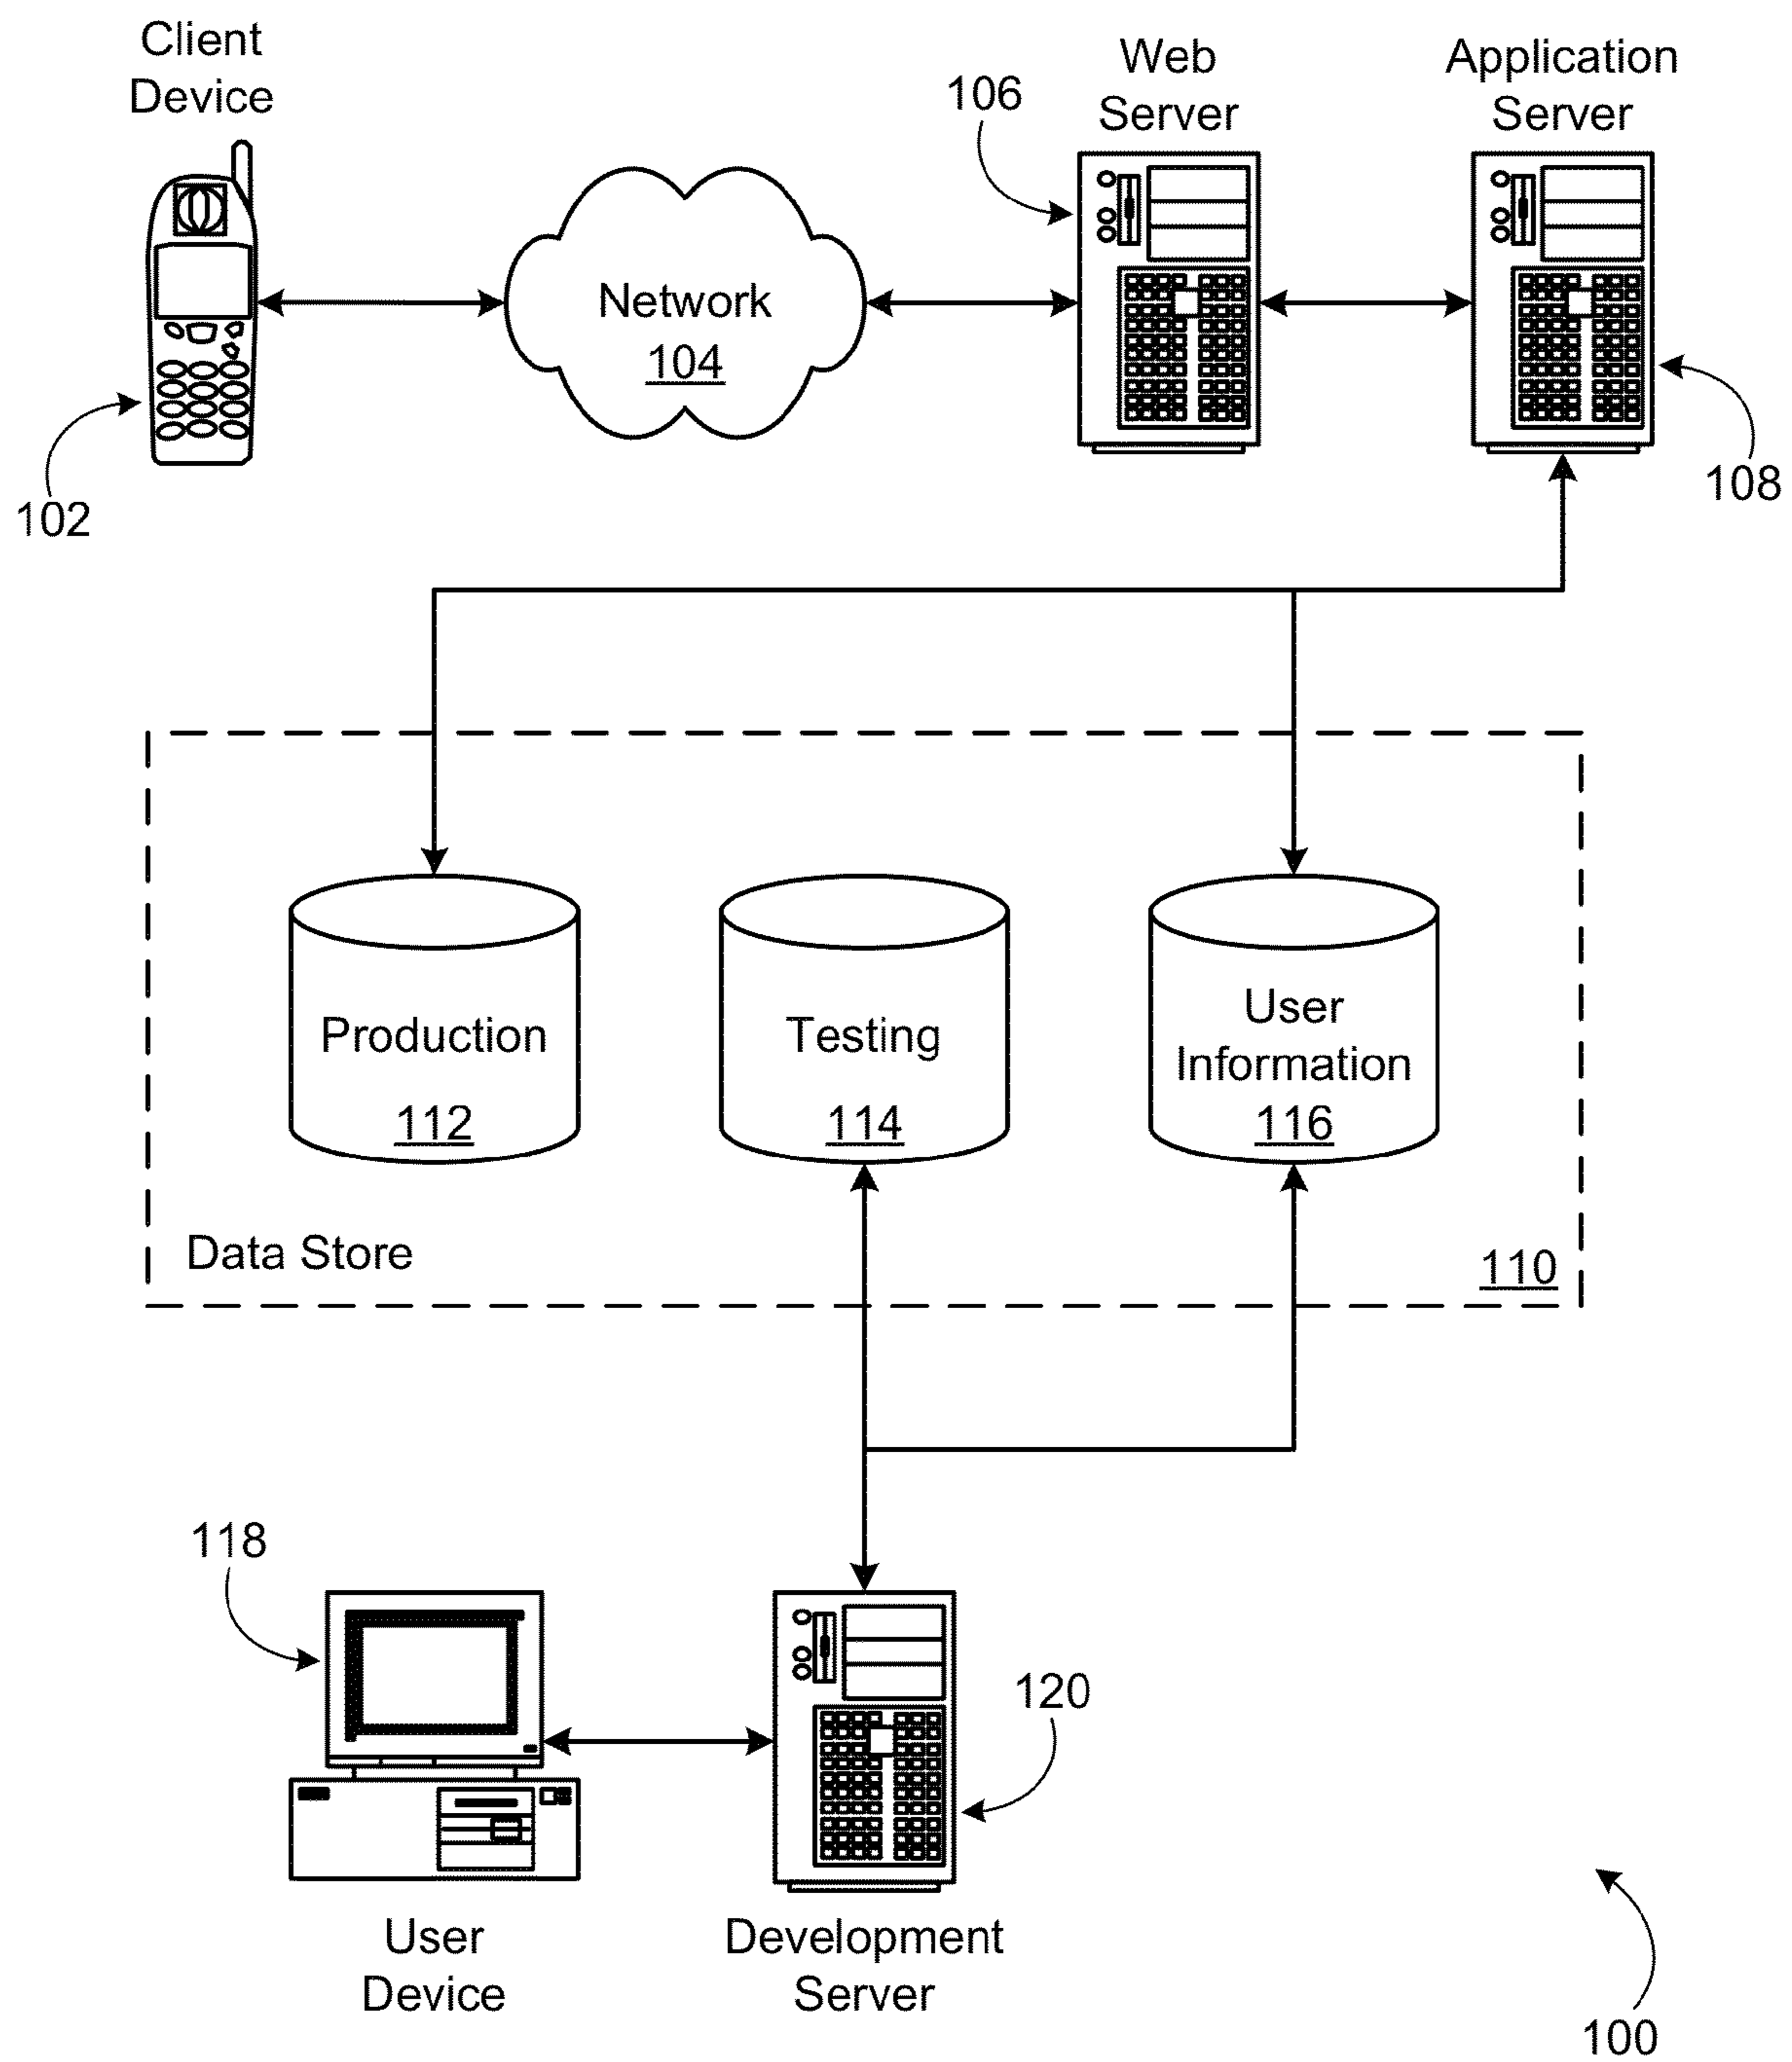 Client
Device
Web
Server
Application
Server
106
Network
104
102
108
Production
112
Testing
114
User
Information
116
Data Store
110
118
120
User
Device
Development
Server
100